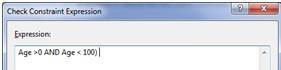 Check Constraint Expression
Expression:
Age >0 AND Age < 100)